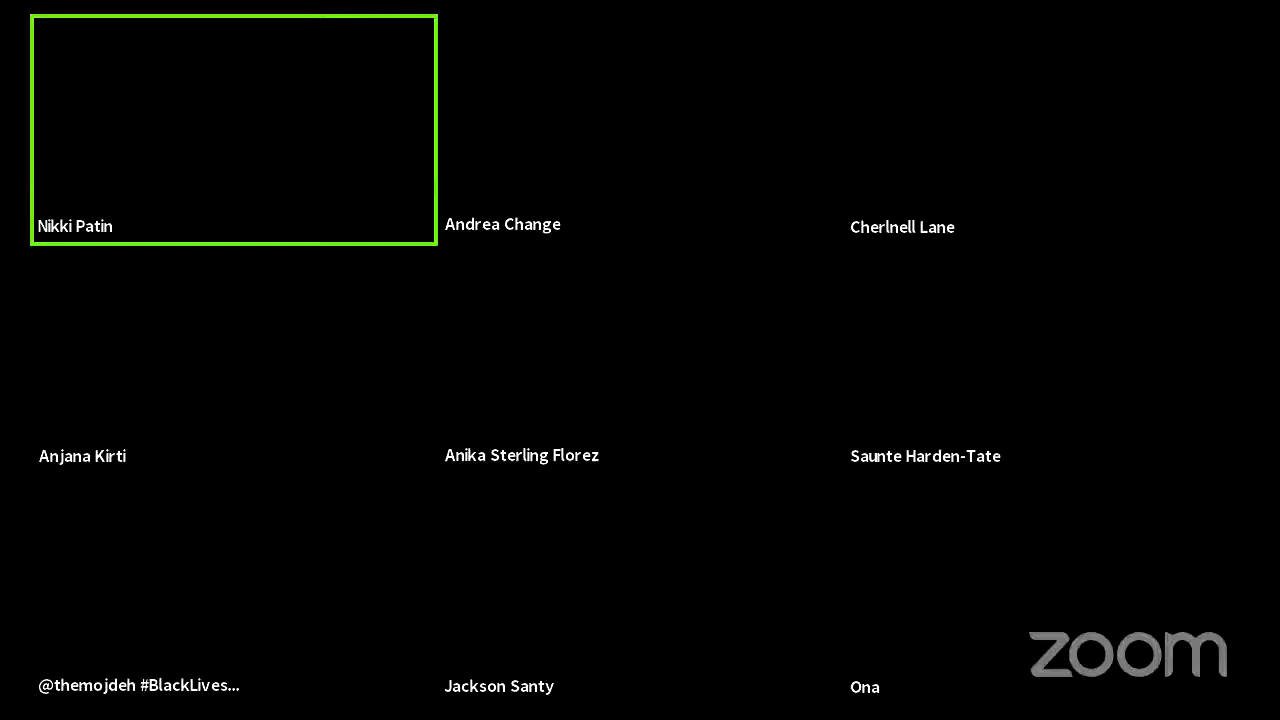 Nikki Patin
Andrea Change
Cherlnell Lane
Anjana Kirti
Anika Sterling Florez
Saunte Harden-Tate
@themojdeh #BlackLives...
Jackson Santy
Ona
zoom